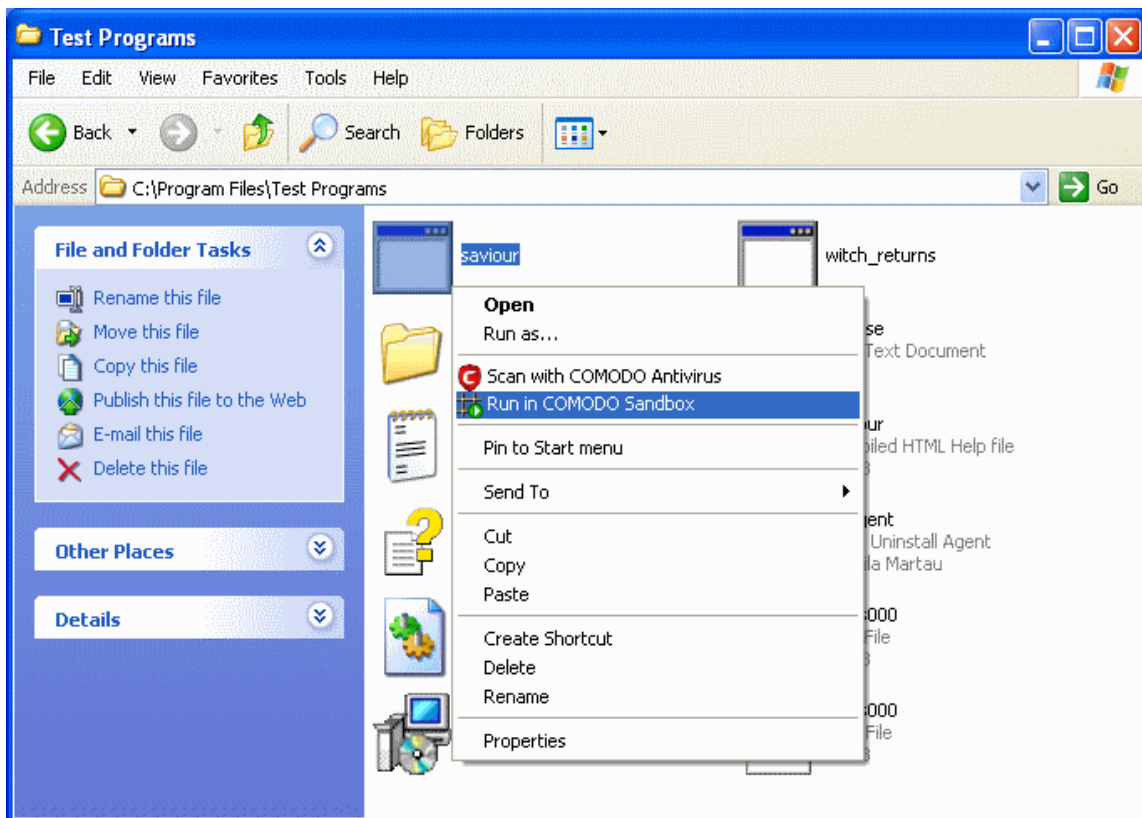 Test Programs
File Edit View Favorites Tools Help
Back Search Folders
Address C:\Program Files\Test Programs Go
File and Folder Tasks
Rename this file
Move this file
Copy this file
Publish this file to the Web
E-mail this file
Delete this file
Other Places
Details
saviour
witch_returns
Open
Run as...
Scan with COMODO Antivirus
Run in COMODO Sandbox
Pin to Start menu
Send To
Cut
Copy
Paste
Create Shortcut
Delete
Rename
Properties
Text Document
HTML Help file
Uninstall Agent
Martau
File
File